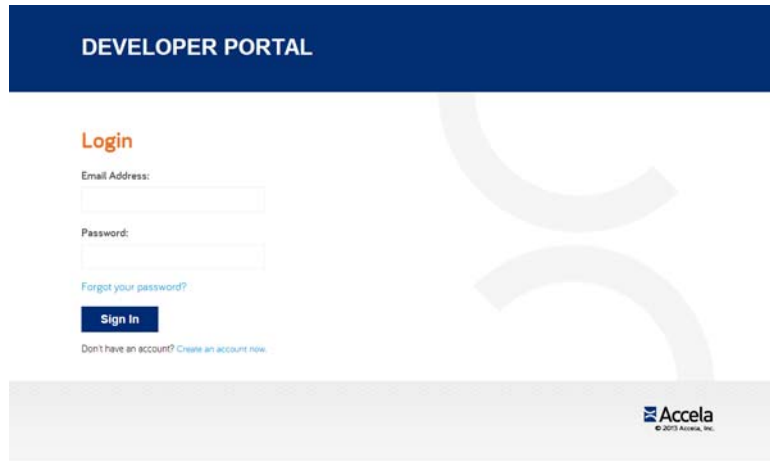 DEVELOPER PORTAL
Login
Email Address:
Password:
Forgot your password?
Sign In
Don't have an account? Create an account now.
Accela
© 2013 Accela, Inc.